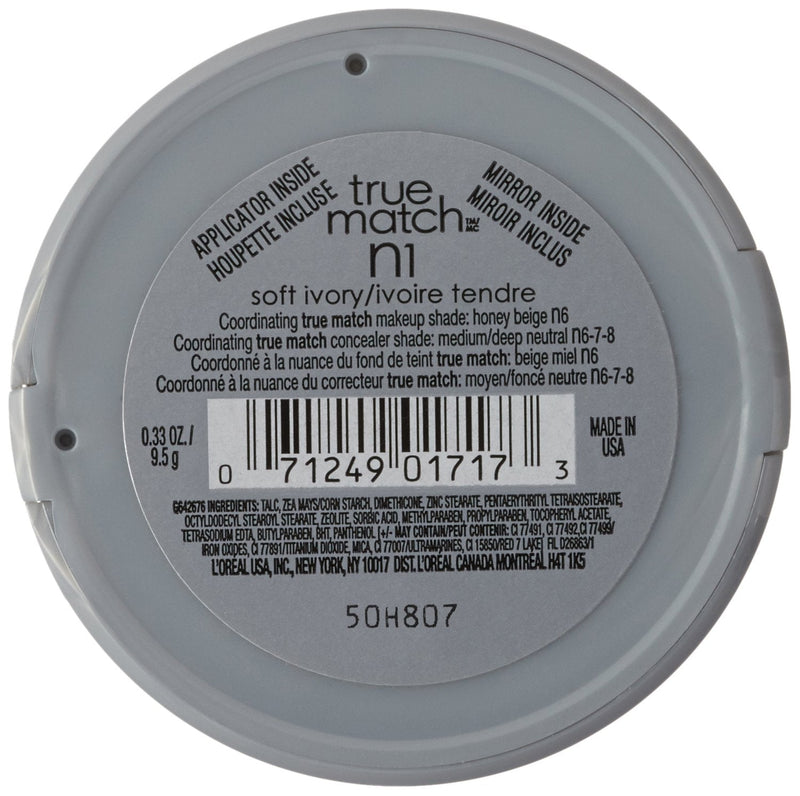 APPLICATOR INSIDE
HOUPETTE INCLUSE
true
match™/MC
MIRROR INSIDE
MIROIR INCLUS
n1
soft ivory/ivoire tendre
Coordinating true match makeup shade: honey beige n6
Coordinating true match concealer shade: medium/deep neutral n6-7-8
Coordonné à la nuance du fond de teint true match: beige miel n6
Coordonné à la nuance du correcteur true match: moyen/foncé neutre n6-7-8
0.33 OZ./
9.5 g
0 71249 01717 3
MADE IN
USA
G642676 INGREDIENTS: TALC, ZEA MAYS/CORN STARCH, DIMETHICONE, ZINC STEARATE, PENTAERYTHRITYL TETRAISOSTEARATE,
OCTYLDODECYL STEAROYL STEARATE, ZEOLITE, SORBIC ACID, METHYLPARABEN, PROPYLPARABEN, TOCOPHERYL ACETATE,
TETRASODIUM EDTA, BUTYLPARABEN, BHT, PANTHENOL [+/- MAY CONTAIN/PEUT CONTENIR: CI 77491, CI 77492, CI 77499/
IRON OXIDES, CI 77891/TITANIUM DIOXIDE, MICA, CI 77007/ULTRAMARINES, CI 15850/RED 7 LAKE] FIL D26863/1
L'ORÉAL USA, INC., NEW YORK, NY 10017 DIST. L'ORÉAL CANADA MONTRÉAL H4T 1K5
50H807